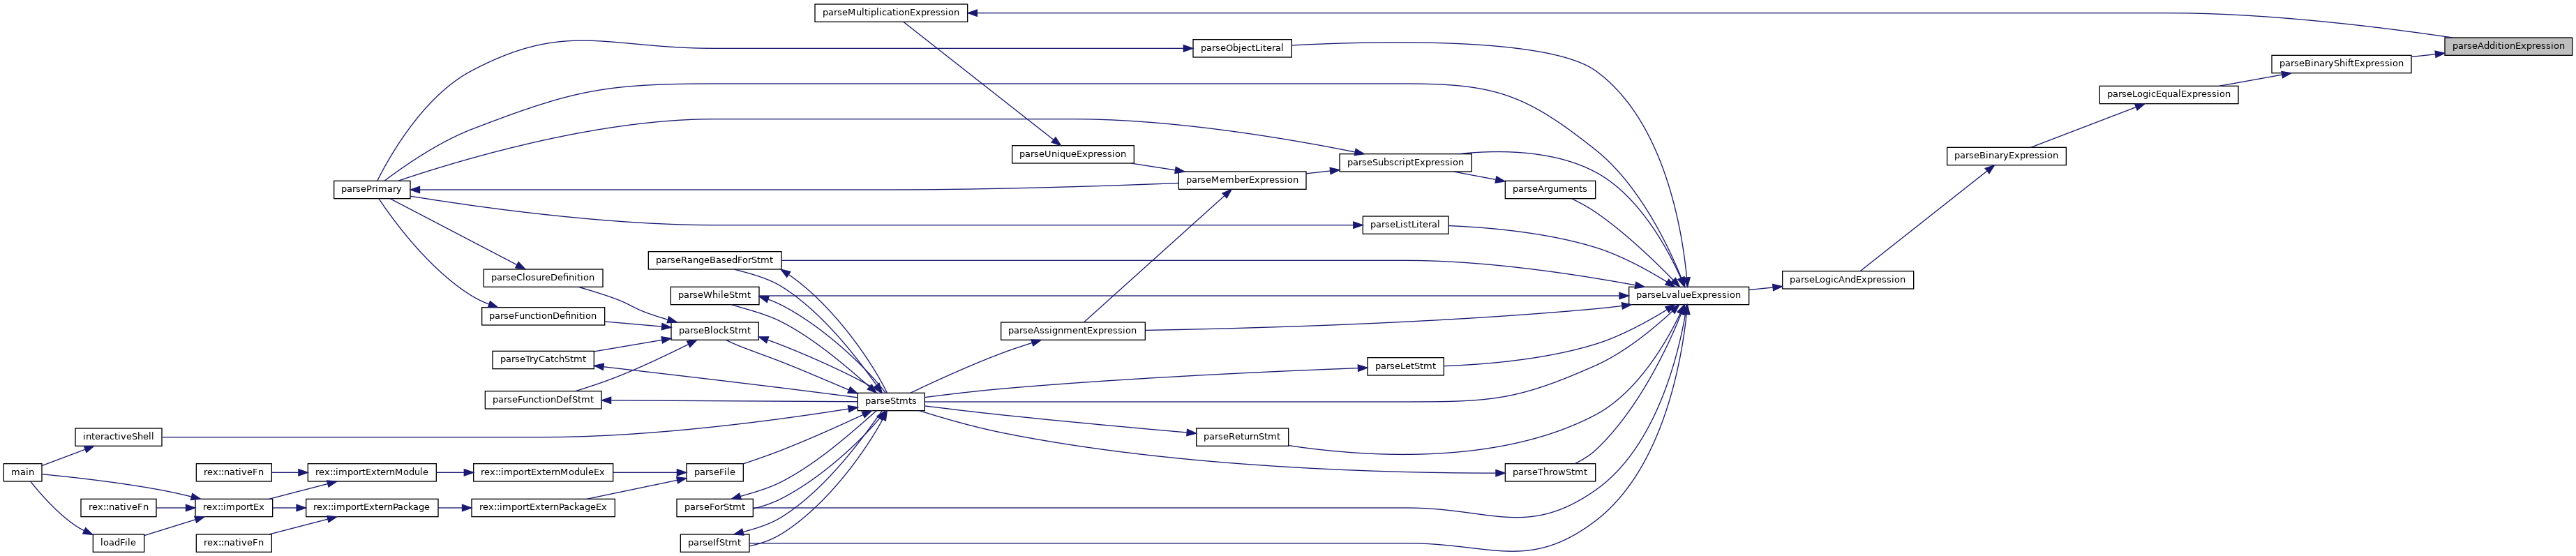 parseMultiplicationExpression
parseAdditionExpression
parseObjectLiteral
parseBinaryShiftExpression
parseLogicEqualExpression
parseUniqueExpression
parseBinaryExpression
parseSubscriptExpression
parseMemberExpression
parsePrimary
parseArguments
parseListLiteral
parseRangeBasedForStmt
parseClosureDefinition
parseLogicAndExpression
parseWhileStmt
parseLvalueExpression
parseFunctionDefinition
parseBlockStmt
parseAssignmentExpression
parseTryCatchStmt
parseLetStmt
parseFunctionDefStmt
parseStmts
interactiveShell
parseReturnStmt
main
rex::nativeFn
rex::importExternModule
rex::importExternModuleEx
parseFile
parseThrowStmt
rex::nativeFn
rex::importEx
rex::importExternPackage
rex::importExternPackageEx
parseForStmt
loadFile
rex::nativeFn
parseIfStmt